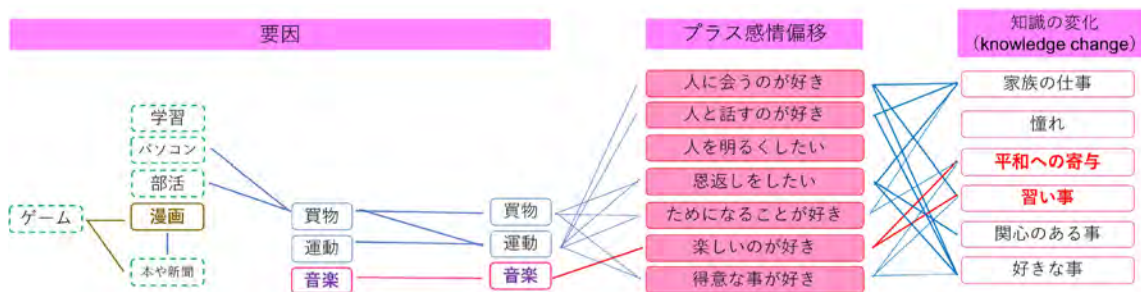 要因
プラス感情偏移
知識の変化
(knowledge change)
学習
パソコン
部活
ゲーム
漫画
本や新聞
買物
運動
音楽
買物
運動
音楽
人に会うのが好き
人と話すのが好き
人を明るくしたい
恩返しをしたい
ためになることが好き
楽しいのが好き
得意な事が好き
家族の仕事
憧れ
平和への寄与
習い事
関心のある事
好きな事